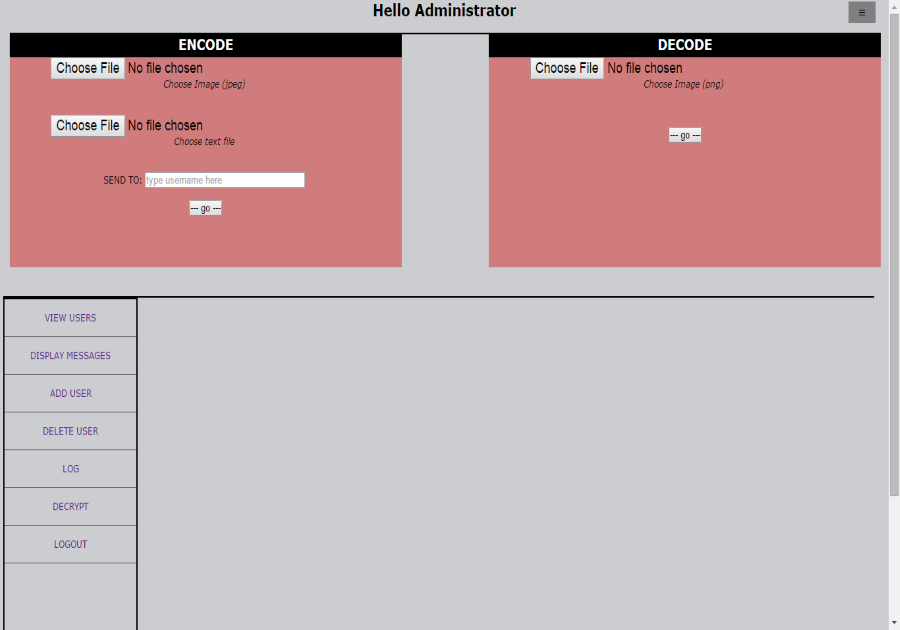 Hello Administrator
≡
ENCODE
Choose File No file chosen
Choose Image (jpeg)
Choose File No file chosen
Choose text file
SEND TO: type username here
--- go ---
DECODE
Choose File No file chosen
Choose Image (png)
--- go ---
VIEW USERS
DISPLAY MESSAGES
ADD USER
DELETE USER
LOG
DECRYPT
LOGOUT